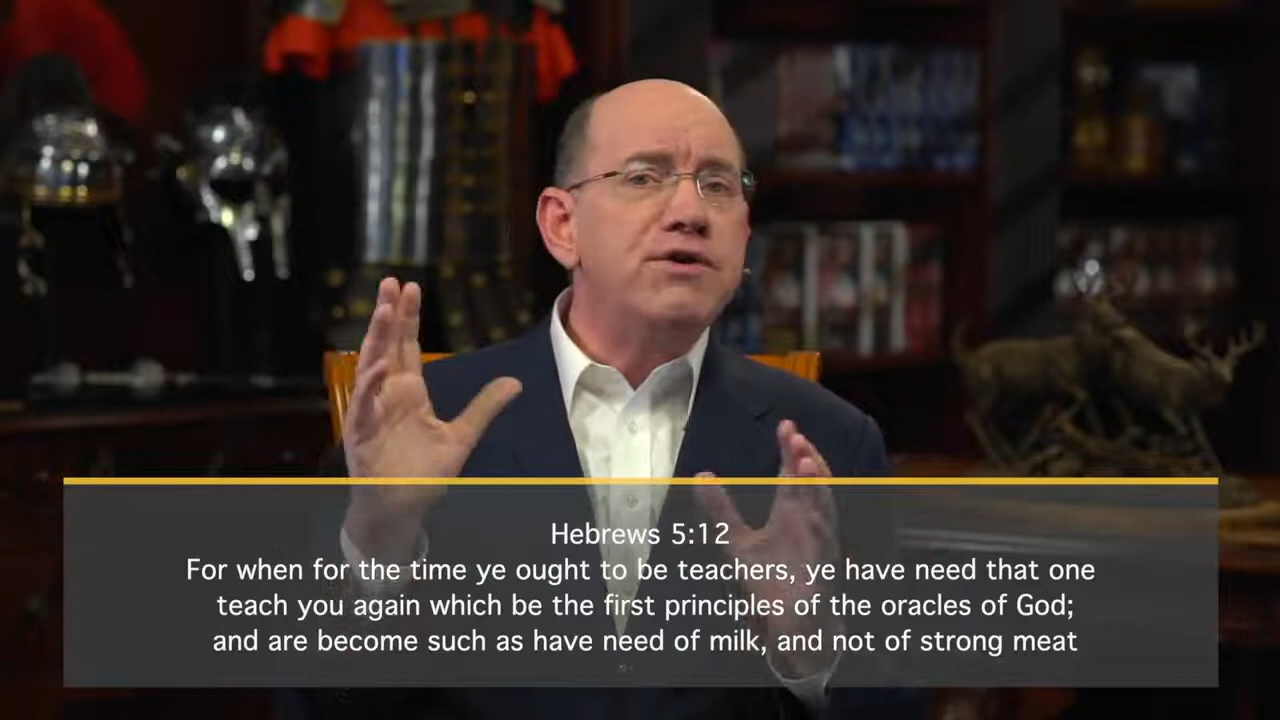 Hebrews 5:12
For when for the time ye ought to be teachers, ye have need that one
teach you again which be the first principles of the oracles of God;
and are become such as have need of milk, and not of strong meat